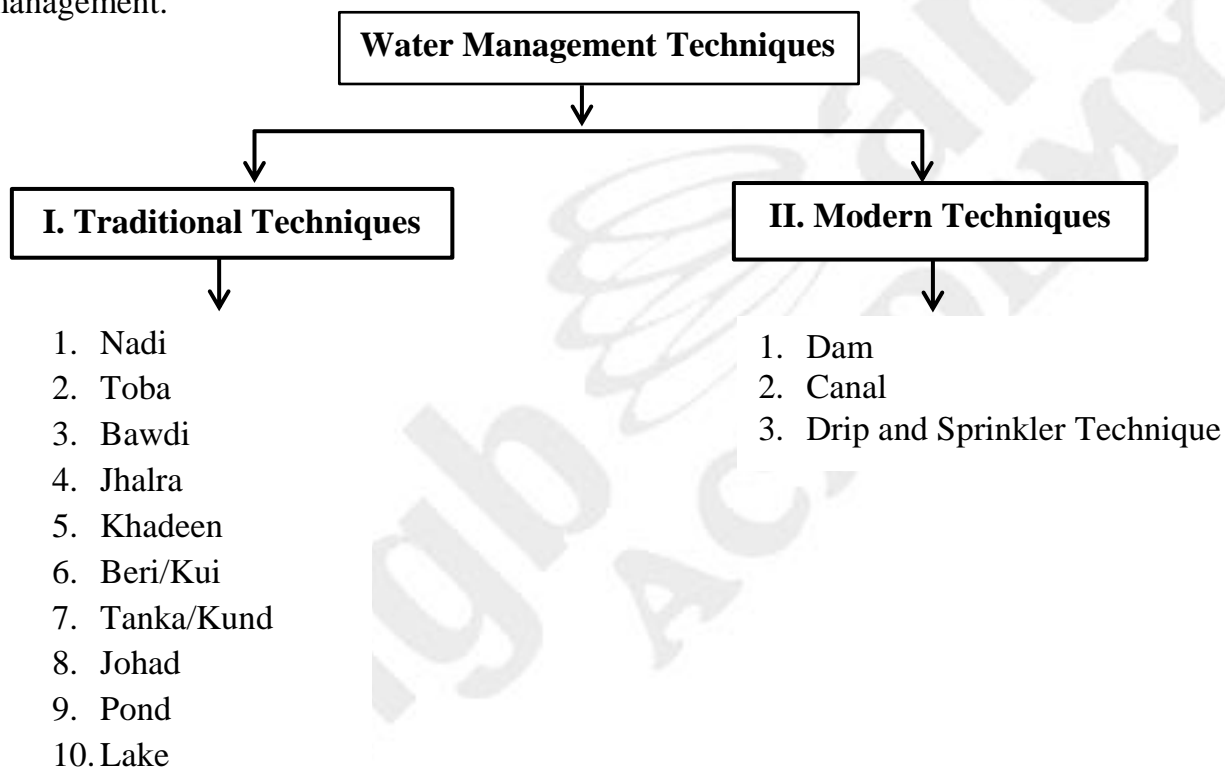 management.
Water Management Techniques
I. Traditional Techniques
1. Nadi
2. Toba
3. Bawdi
4. Jhalra
5. Khadeen
6. Beri/Kui
7. Tanka/Kund
8. Johad
9. Pond
10. Lake
II. Modern Techniques
1. Dam
2. Canal
3. Drip and Sprinkler Technique